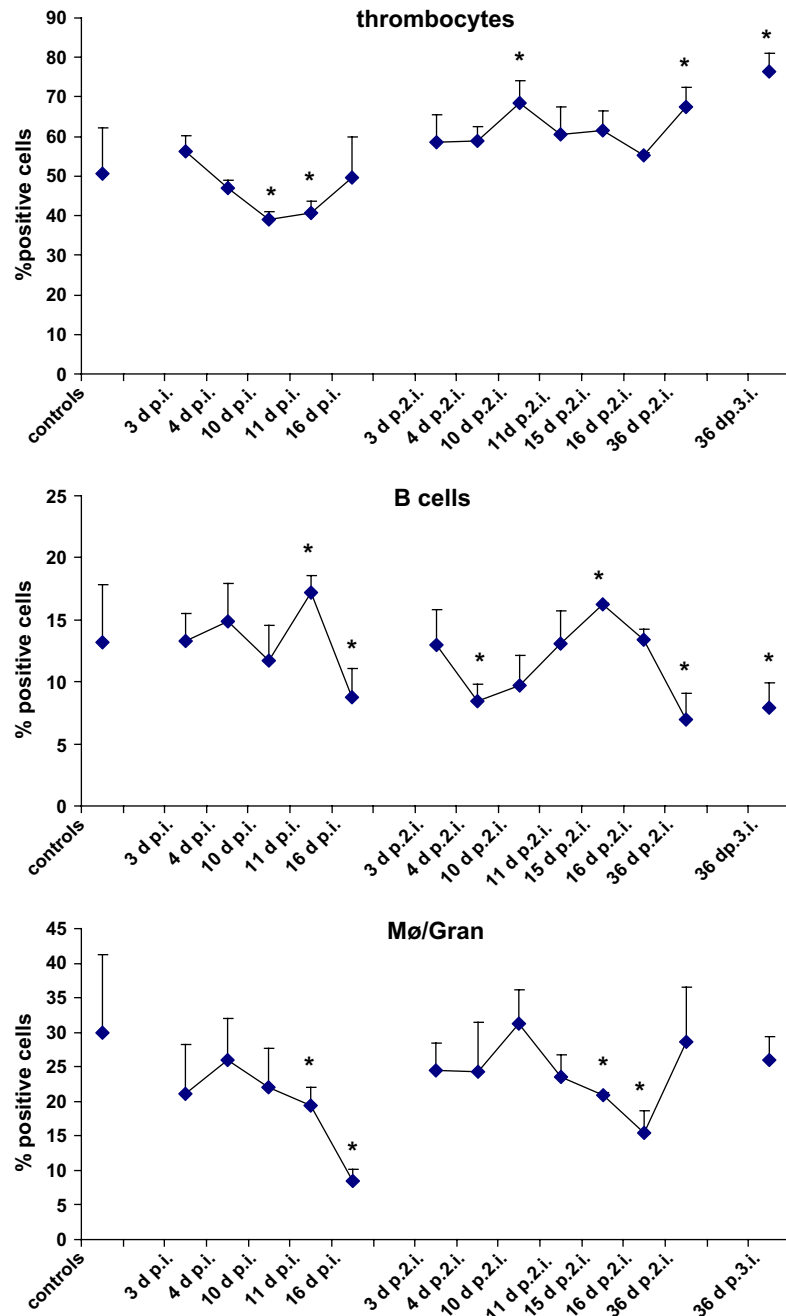 thrombocytes
%positive cells
90
80
70
60
50
40
30
20
10
0
* * * * *
controls
3 d p.i.
4 d p.i.
10 d p.i.
11 d p.i.
16 d p.i.
3 d p.2.i.
4 d p.2.i.
10 d p.2.i.
11d p.2.i.
15 d p.2.i.
16 d p.2.i.
36 d p.2.i.
36 dp.3.i.
B cells
% positive cells
25
20
15
10
5
0
* * * * * *
controls
3 d p.i.
4 d p.i.
10 d p.i.
11 d p.i.
16 d p.i.
3 d p.2.i.
4 d p.2.i.
10 d p.2.i.
11 d p.2.i.
15 d p.2.i.
16 d p.2.i.
36 d p.2.i.
36 dp.3.i.
Mø/Gran
% positive cells
45
40
35
30
25
20
15
10
5
0
* * * *
controls
3 d p.i.
4 d p.i.
10 d p.i.
11 d p.i.
16 d p.i.
3 d p.2.i.
4 d p.2.i.
10 d p.2.i.
11 d p.2.i.
15 d p.2.i.
16 d p.2.i.
36 d p.2.i.
36 d p.3.i.